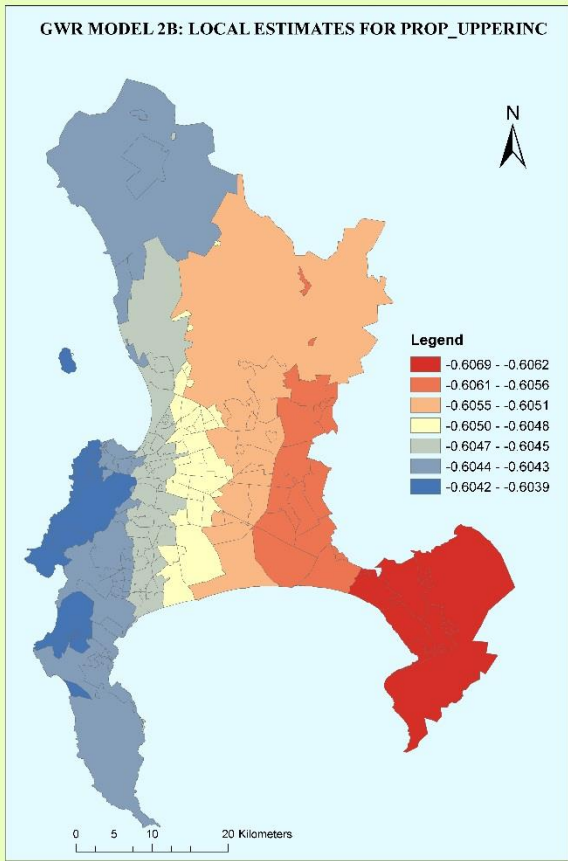 GWR MODEL 2B: LOCAL ESTIMATES FOR PROP_UPPERINC
N
Legend
-0.6069 - -0.6062
-0.6061 - -0.6056
-0.6055 - -0.6051
-0.6050 - -0.6048
-0.6047 - -0.6045
-0.6044 - -0.6043
-0.6042 - -0.6039
0 5 10 20 Kilometers